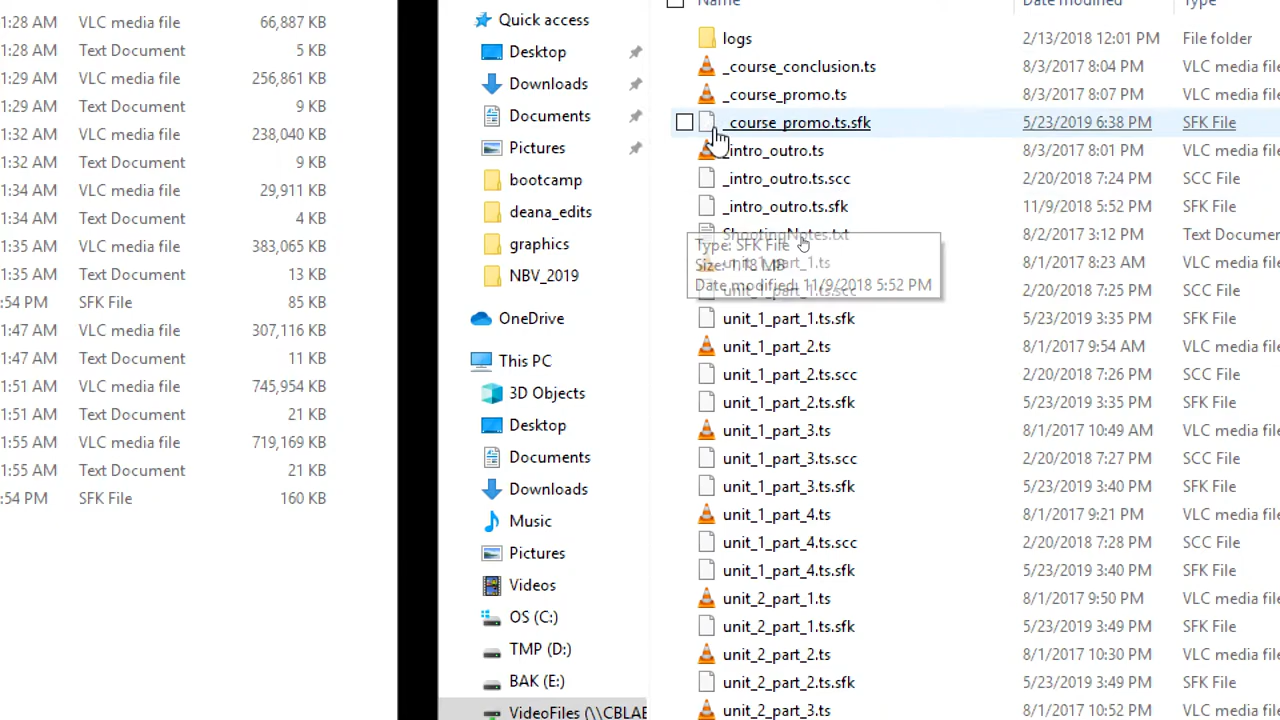 1:28 AM VLC media file 66,887 KB
1:28 AM Text Document 5 KB
1:29 AM VLC media file 256,861 KB
1:29 AM Text Document 9 KB
1:32 AM VLC media file 238,040 KB
1:32 AM Text Document 9 KB
1:34 AM VLC media file 29,911 KB
1:34 AM Text Document 4 KB
1:35 AM VLC media file 383,065 KB
1:35 AM Text Document 13 KB
:54 PM SFK File 85 KB
1:47 AM VLC media file 307,116 KB
1:47 AM Text Document 11 KB
1:51 AM VLC media file 745,954 KB
1:51 AM Text Document 21 KB
1:55 AM VLC media file 719,169 KB
1:55 AM Text Document 21 KB
:54 PM SFK File 160 KB
Quick access
Desktop
Downloads
Documents
Pictures
bootcamp
deana_edits
graphics
NBV_2019
OneDrive
This PC
3D Objects
Desktop
Documents
Downloads
Music
Pictures
Videos
OS (C:)
TMP (D:)
BAK (E:)
VideoFiles (\\CBLAE
Name Date modified Type
logs 2/13/2018 12:01 PM File folder
_course_conclusion.ts 8/3/2017 8:04 PM VLC media file
_course_promo.ts 8/3/2017 8:07 PM VLC media file
_course_promo.ts.sfk 5/23/2019 6:38 PM SFK File
_intro_outro.ts 8/3/2017 8:01 PM VLC media file
_intro_outro.ts.scc 2/20/2018 7:24 PM SCC File
_intro_outro.ts.sfk 11/9/2018 5:52 PM SFK File
ShootingNotes.txt 8/2/2017 3:12 PM Text Documen
Type: SFK File
unit_1_part_1.ts 8/1/2017 8:23 AM VLC media file
Size: 1.18 MB
unit_1_part_1.ts.scc 2/20/2018 7:25 PM SCC File
Date modified: 11/9/2018 5:52 PM
unit_1_part_1.ts.sfk 5/23/2019 3:35 PM SFK File
unit_1_part_2.ts 8/1/2017 9:54 AM VLC media file
unit_1_part_2.ts.scc 2/20/2018 7:26 PM SCC File
unit_1_part_2.ts.sfk 5/23/2019 3:35 PM SFK File
unit_1_part_3.ts 8/1/2017 10:49 AM VLC media file
unit_1_part_3.ts.scc 2/20/2018 7:27 PM SCC File
unit_1_part_3.ts.sfk 5/23/2019 3:40 PM SFK File
unit_1_part_4.ts 8/1/2017 9:21 PM VLC media file
unit_1_part_4.ts.scc 2/20/2018 7:28 PM SCC File
unit_1_part_4.ts.sfk 5/23/2019 3:40 PM SFK File
unit_2_part_1.ts 8/1/2017 9:50 PM VLC media file
unit_2_part_1.ts.sfk 5/23/2019 3:49 PM SFK File
unit_2_part_2.ts 8/1/2017 10:30 PM VLC media file
unit_2_part_2.ts.sfk 5/23/2019 3:49 PM SFK File
unit_2_part_3.ts 8/1/2017 10:52 PM VLC media file